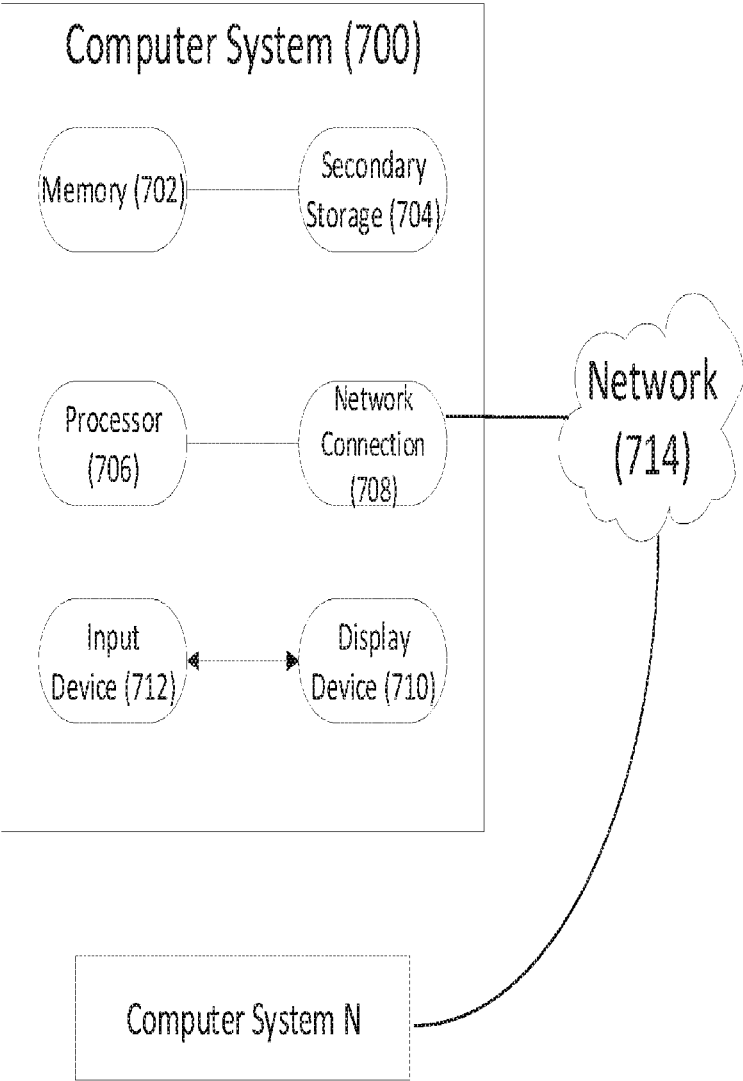 Computer System (700)
Memory (702)
Secondary
Storage (704)
Processor
(706)
Network
Connection
(708)
Network
(714)
Input
Device (712)
Display
Device (710)
Computer System N